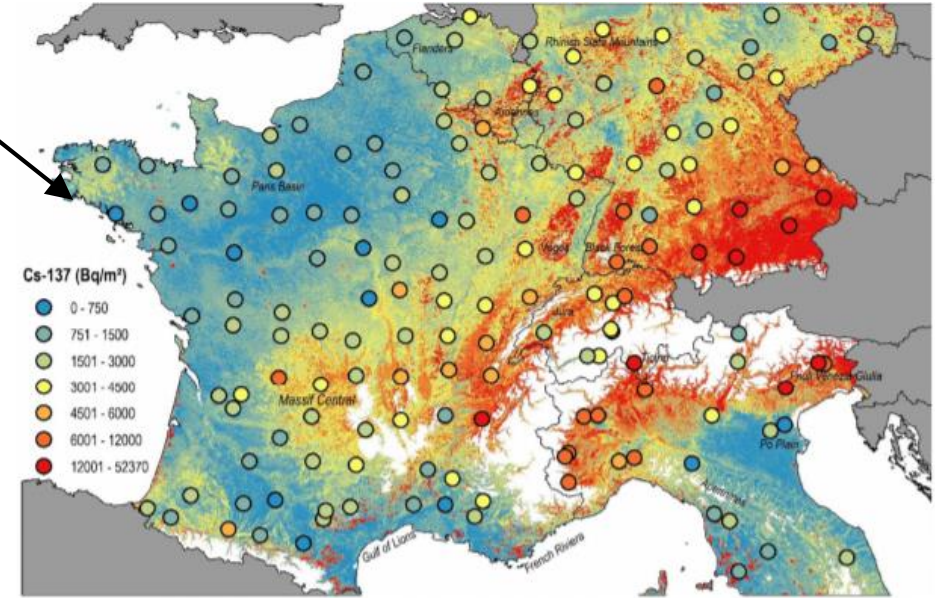 Flanders
Rhinish Slate Mountains
Ardennes
Paris Basin
Vosges
Black Forest
Cs-137 (Bq/m²)
0 - 750
751 - 1500
1501 - 3000
3001 - 4500
4501 - 6000
6001 - 12000
12001 - 52370
Jura
Ticino
Friuli Venezia Giulia
Massif Central
Po Plain
Apennines
Gulf of Lions
French Riviera